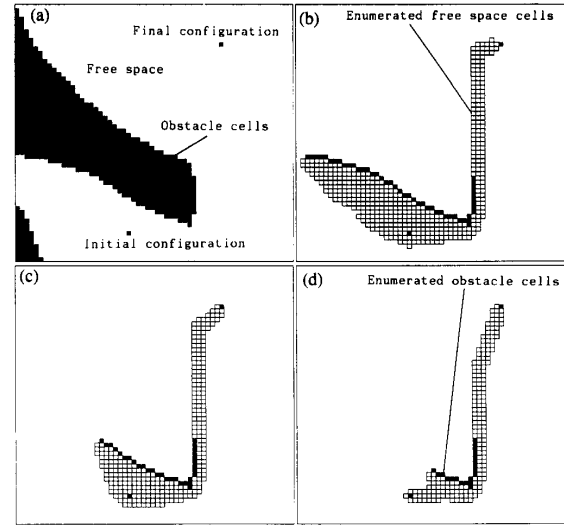 (a)
Final configuration
Free space
Obstacle cells
Initial configuration
(b)
Enumerated free space cells
(c)
(d)
Enumerated obstacle cells